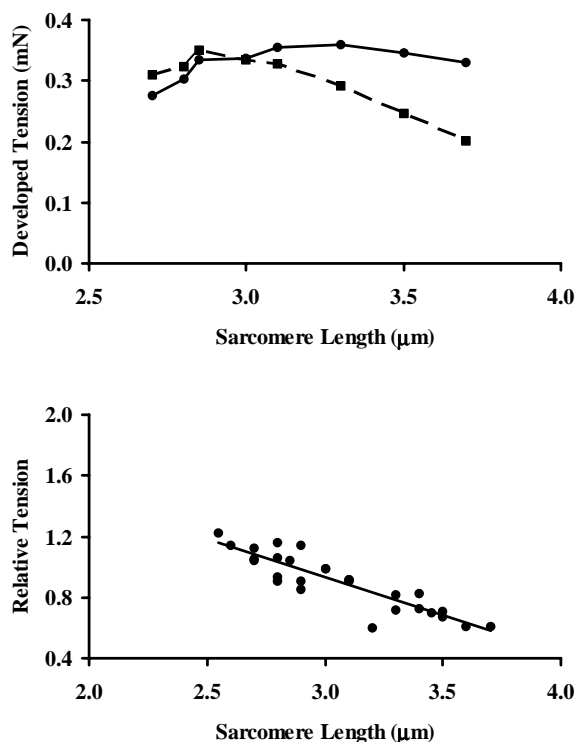 0.4
0.3
0.2
0.1
0.0
Developed Tension (mN)
2.5 3.0 3.5 4.0
Sarcomere Length (μm)
2.0
1.6
1.2
0.8
0.4
Relative Tension
2.0 2.5 3.0 3.5 4.0
Sarcomere Length (μm)